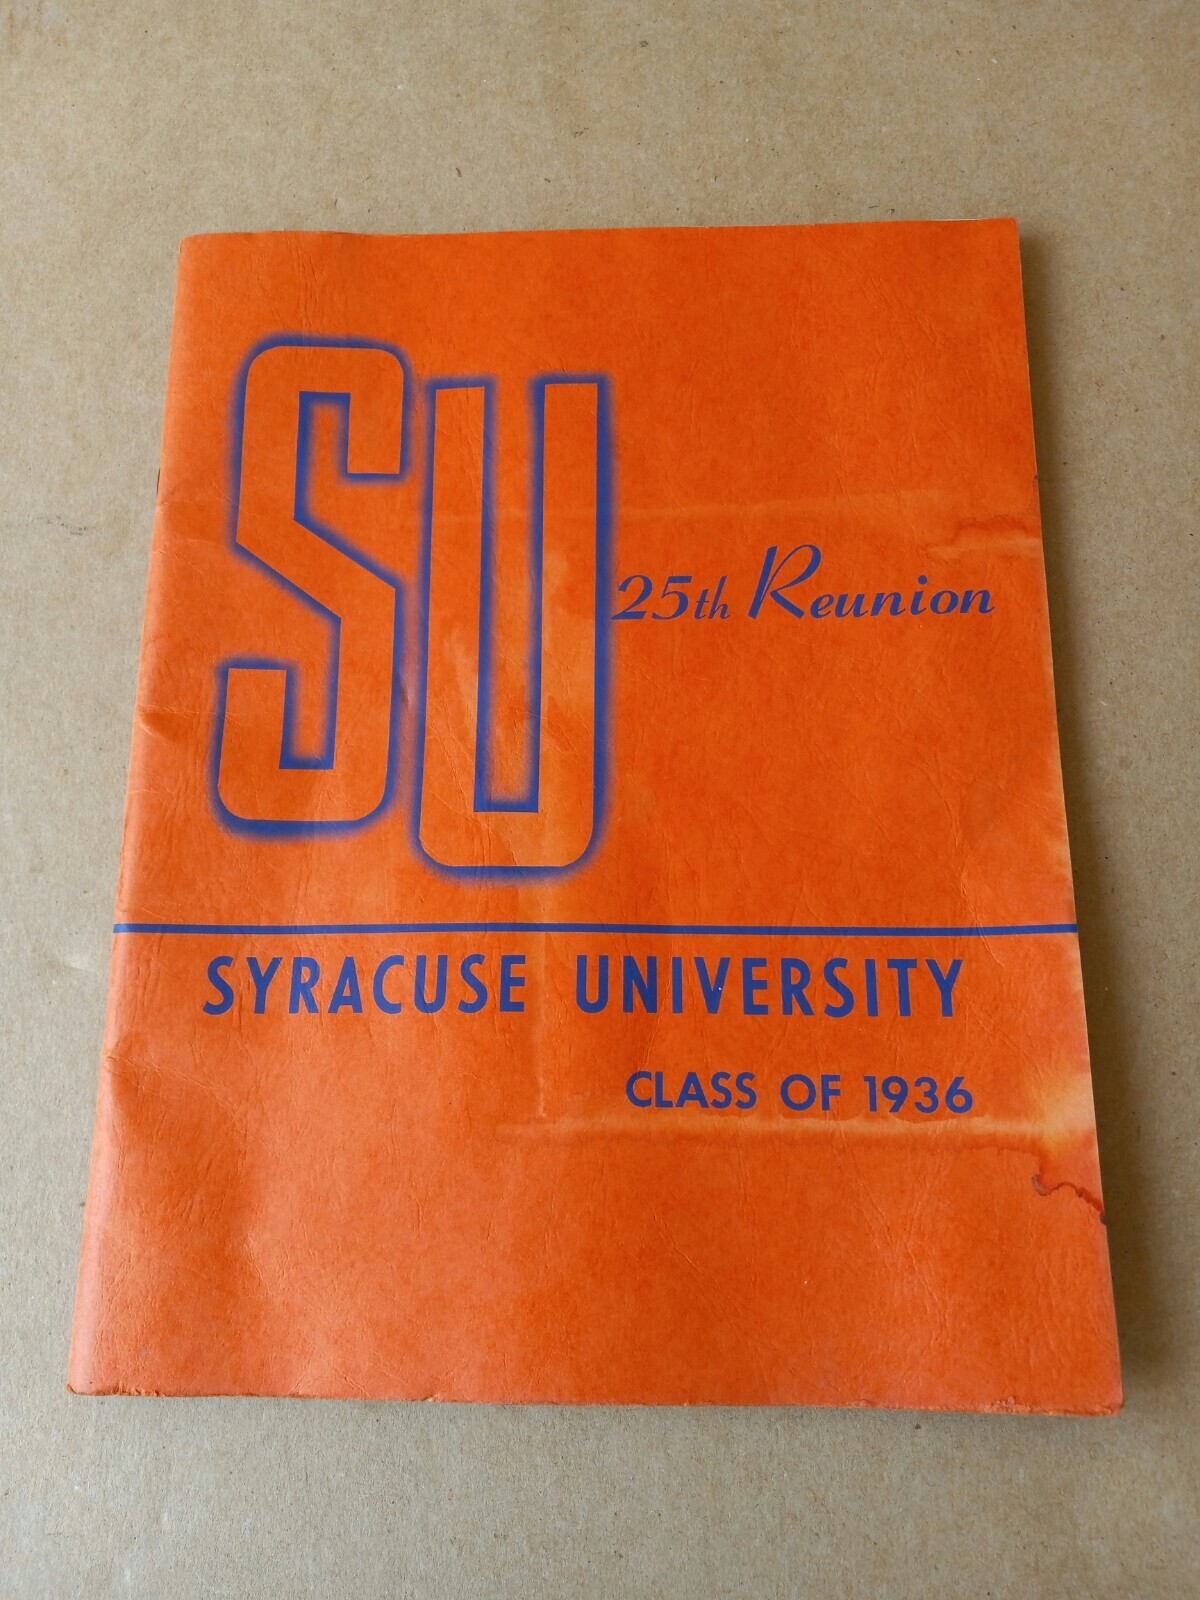 SU
25th Reunion
SYRACUSE UNIVERSITY
CLASS OF 1936